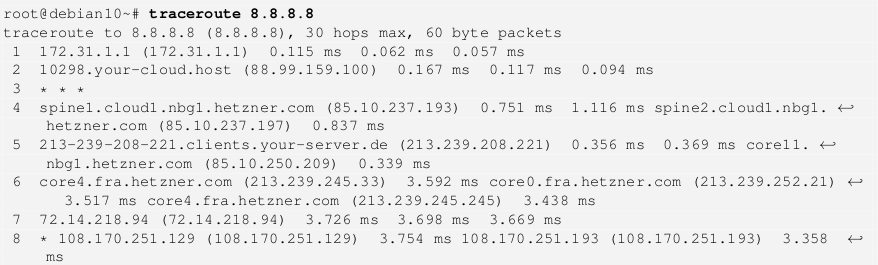 root@debian10~# traceroute 8.8.8.8
traceroute to 8.8.8.8 (8.8.8.8), 30 hops max, 60 byte packets
1 172.31.1.1 (172.31.1.1) 0.115 ms 0.062 ms 0.057 ms
2 10298.your-cloud.host (88.99.159.100) 0.167 ms 0.117 ms 0.094 ms
3 * * *
4 spine1.cloud1.nbg1.hetzner.com (85.10.237.193) 0.751 ms 1.116 ms spine2.cloud1.nbg1. ↩
hetzner.com (85.10.237.197) 0.837 ms
5 213-239-208-221.clients.your-server.de (213.239.208.221) 0.356 ms 0.369 ms core11. ↩
nbg1.hetzner.com (85.10.250.209) 0.339 ms
6 core4.fra.hetzner.com (213.239.245.33) 3.592 ms core0.fra.hetzner.com (213.239.252.21) ↩
3.517 ms core4.fra.hetzner.com (213.239.245.245) 3.438 ms
7 72.14.218.94 (72.14.218.94) 3.726 ms 3.698 ms 3.669 ms
8 * 108.170.251.129 (108.170.251.129) 3.754 ms 108.170.251.193 (108.170.251.193) 3.358 ↩
ms